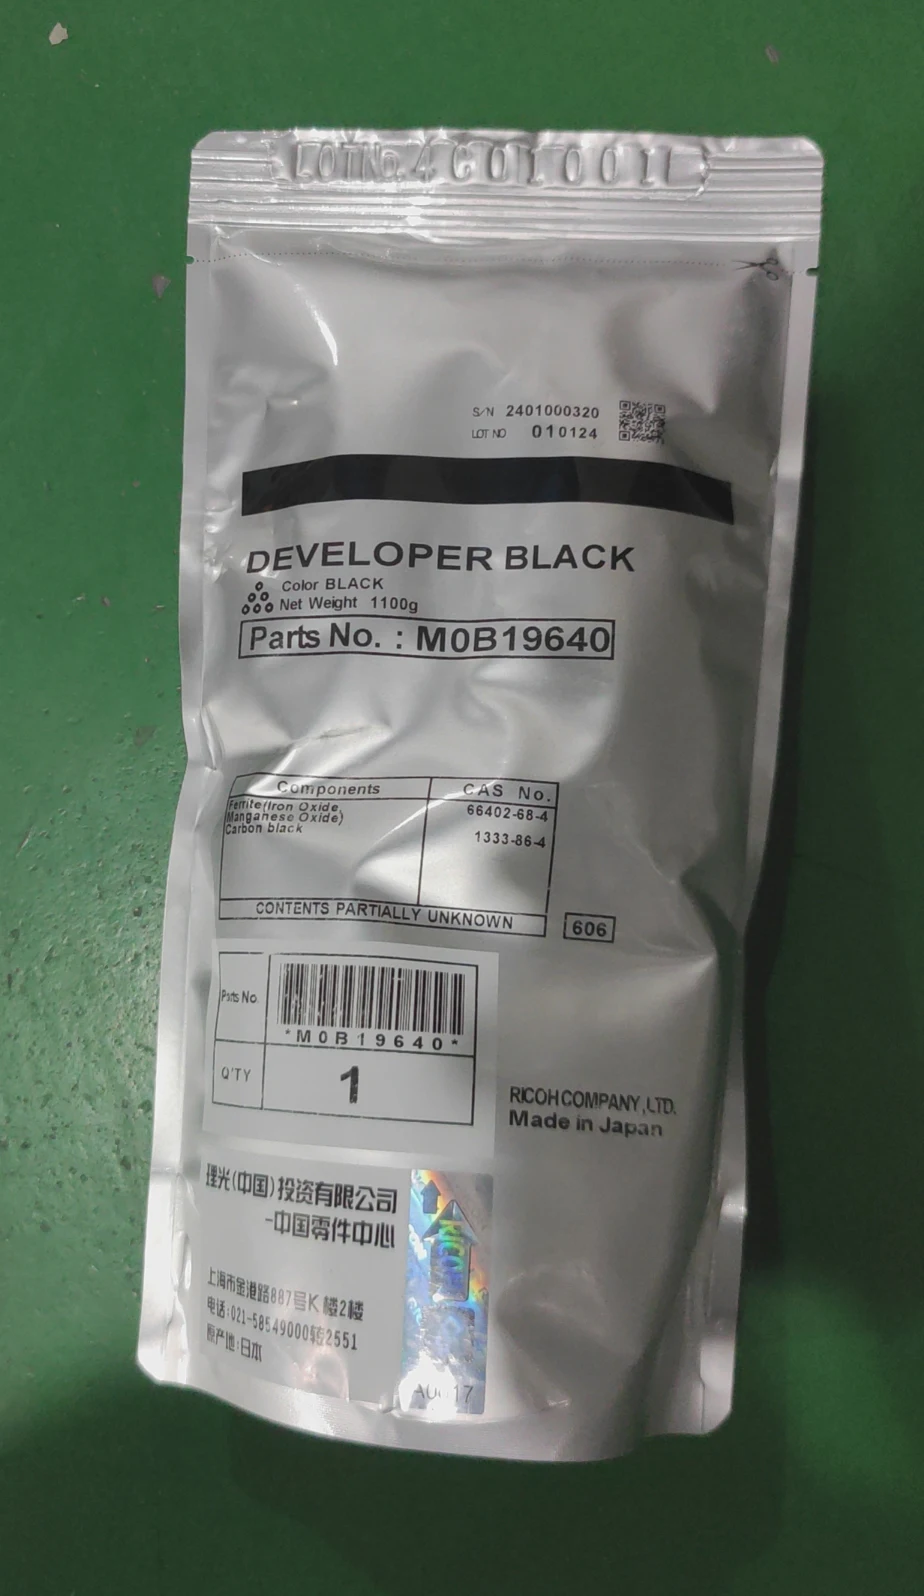 LOTNo.4C01001L
S/N 2401000320
LOT NO 010124
DEVELOPER BLACK
Color BLACK
Net Weight 1100g
Parts No. : M0B19640
Components CAS No.
Ferrite(Iron Oxide, 66402-68-4
Manganese Oxide)
Carbon black 1333-86-4
CONTENTS PARTIALLY UNKNOWN
606
Parts No.
*M0B19640*
Q'TY 1
RICOH COMPANY,LTD.
Made in Japan
理光(中国)投资有限公司
-中国零件中心
上海市金港路887号K楼2楼
电话:021-58549000转2551
原产地:日本
RICOH